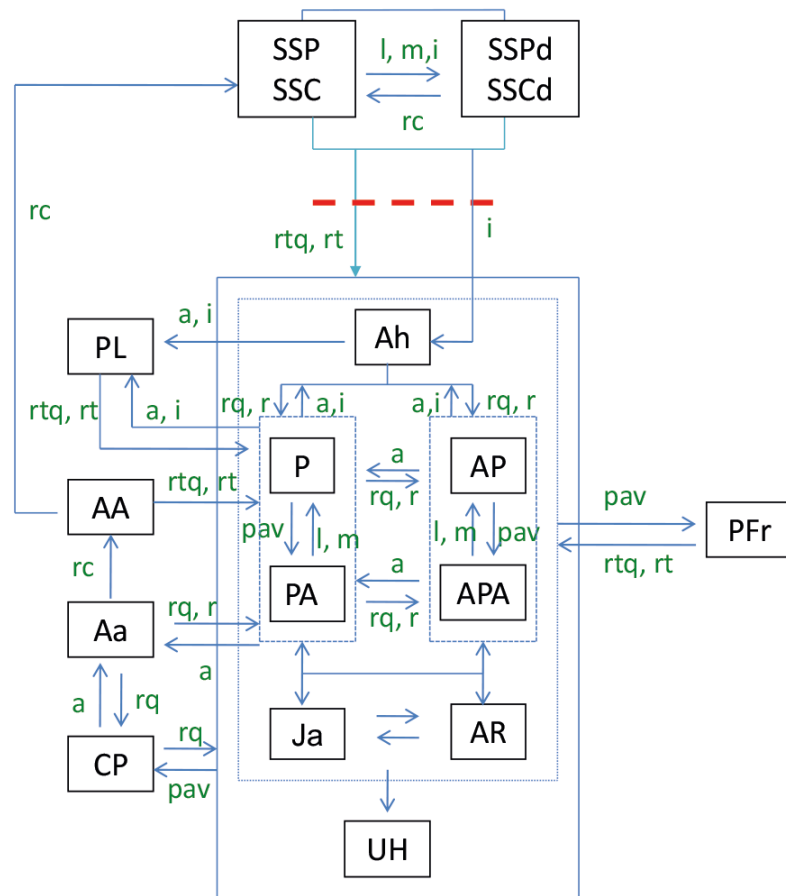 SSP
SSC
l, m,i
rc
SSPd
SSCd
rc
rtq, rt
i
a, i
Ah
PL
rtq, rt
a, i
rq, r
a,i
a,i
rq, r
P
a
rq, r
AP
AA
rtq, rt
pav
l, m
l, m
pav
pav
PFr
rtq, rt
rc
PA
a
rq, r
APA
Aa
rq, r
a
a
rq
CP
rq
pav
Ja
AR
UH